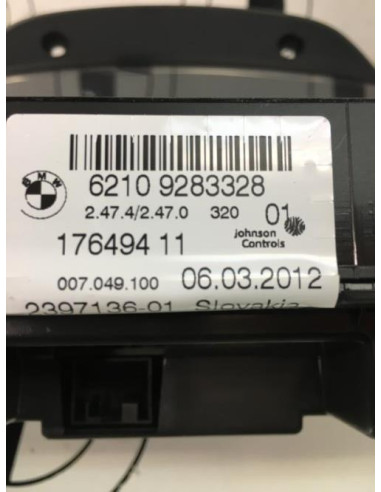 BMW
6210 9283328
2.47.4/2.47.0 320 01
17649411 Johnson
Controls
007.049.100 06.03.2012
2397136-01 Slovakia